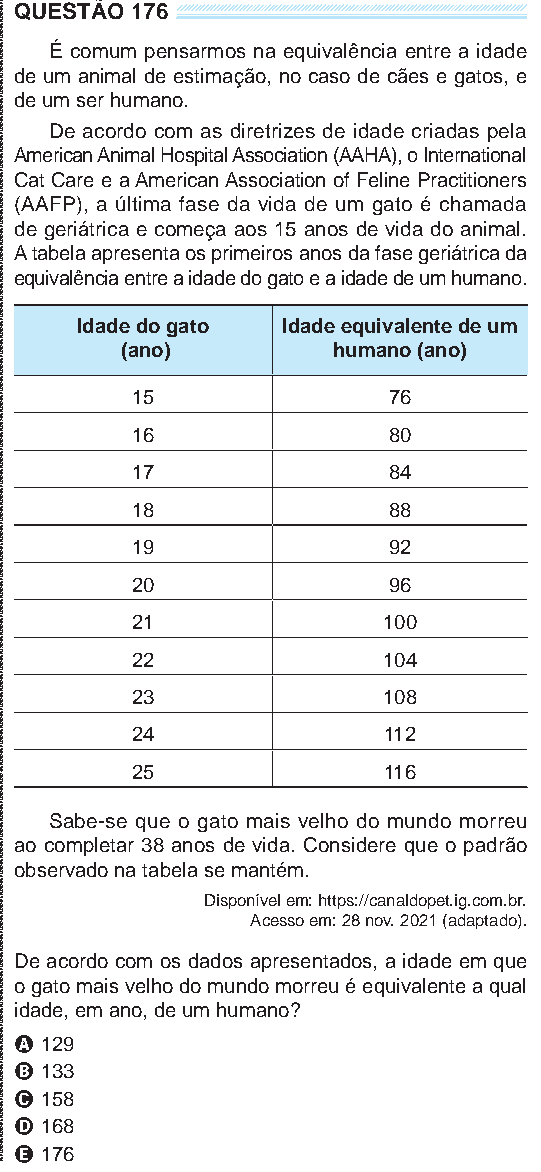 QUESTÃO 176
É comum pensarmos na equivalência entre a idade
de um animal de estimação, no caso de cães e gatos, e
de um ser humano.
De acordo com as diretrizes de idade criadas pela
American Animal Hospital Association (AAHA), o International
Cat Care e a American Association of Feline Practitioners
(AAFP), a última fase da vida de um gato é chamada
de geriátrica e começa aos 15 anos de vida do animal.
A tabela apresenta os primeiros anos da fase geriátrica da
equivalência entre a idade do gato e a idade de um humano.
Idade do gato (ano) Idade equivalente de um humano (ano)
15 76
16 80
17 84
18 88
19 92
20 96
21 100
22 104
23 108
24 112
25 116
Sabe-se que o gato mais velho do mundo morreu
ao completar 38 anos de vida. Considere que o padrão
observado na tabela se mantém.
Disponível em: https://canaldopet.ig.com.br.
Acesso em: 28 nov. 2021 (adaptado).
De acordo com os dados apresentados, a idade em que
o gato mais velho do mundo morreu é equivalente a qual
idade, em ano, de um humano?
A 129
B 133
C 158
D 168
E 176